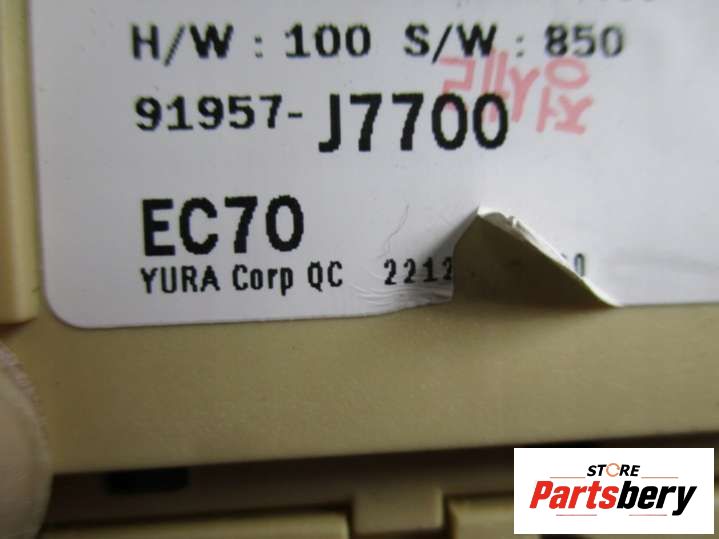 H/W : 100 S/W : 850
91957- J7700
EC70
YURA Corp QC 2212
STORE
Partsbery